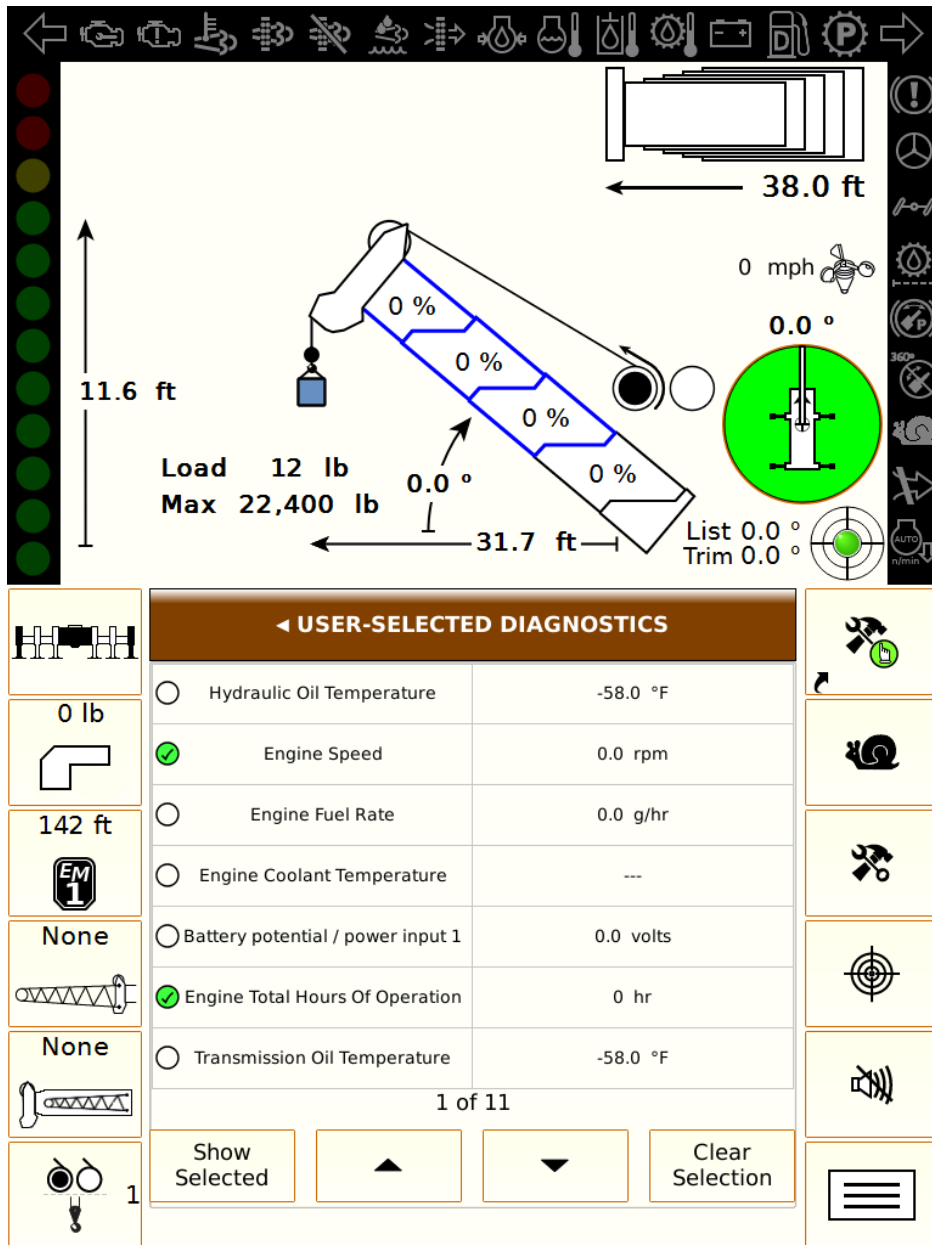 D
P
38.0 ft
0 mph
0.0 º
P
360º
0 %
0 %
0 %
0 %
11.6 ft
Load 12 lb
Max 22,400 lb
0.0 º
31.7 ft
List 0.0 º
Trim 0.0 º
AUTO
n/min
◄ USER-SELECTED DIAGNOSTICS
Hydraulic Oil Temperature -58.0 °F
Engine Speed 0.0 rpm
Engine Fuel Rate 0.0 g/hr
Engine Coolant Temperature ---
Battery potential / power input 1 0.0 volts
Engine Total Hours Of Operation 0 hr
Transmission Oil Temperature -58.0 °F
1 of 11
Show
Selected
Clear
Selection
0 lb
142 ft
EM
1
None
None
1